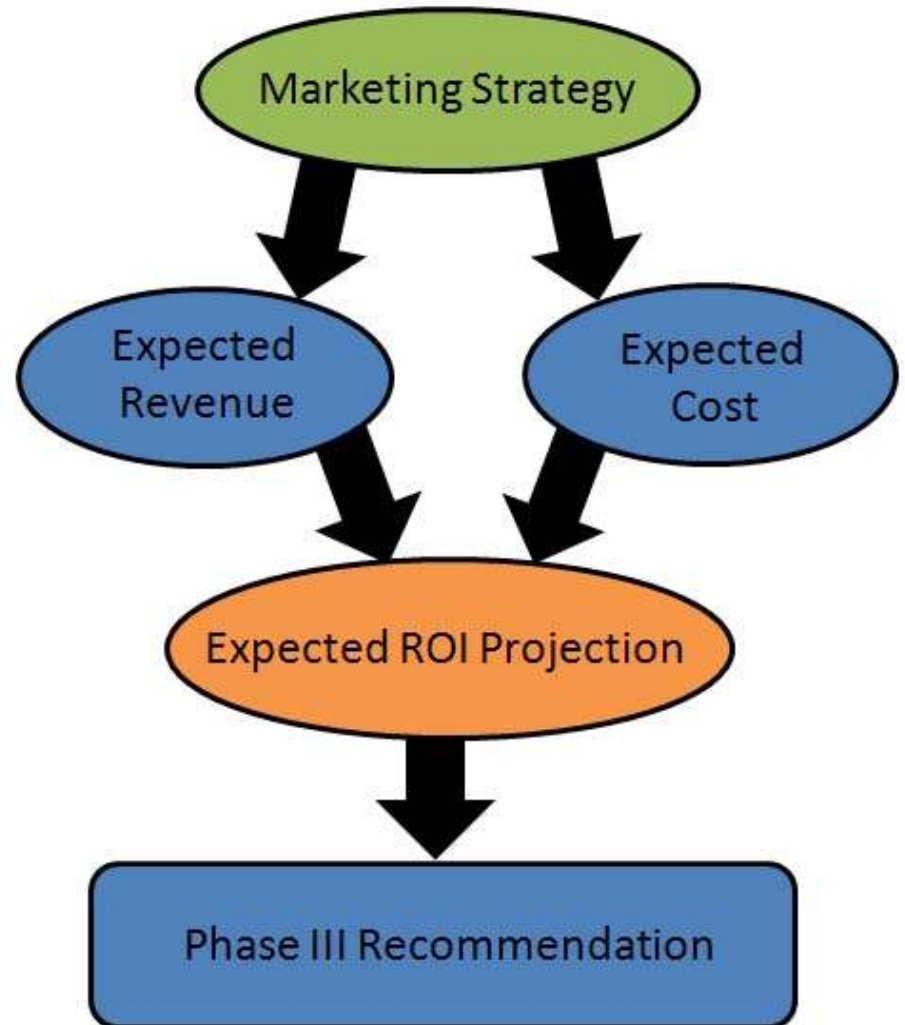 Marketing Strategy
Expected
Revenue
Expected
Cost
Expected ROI Projection
Phase III Recommendation